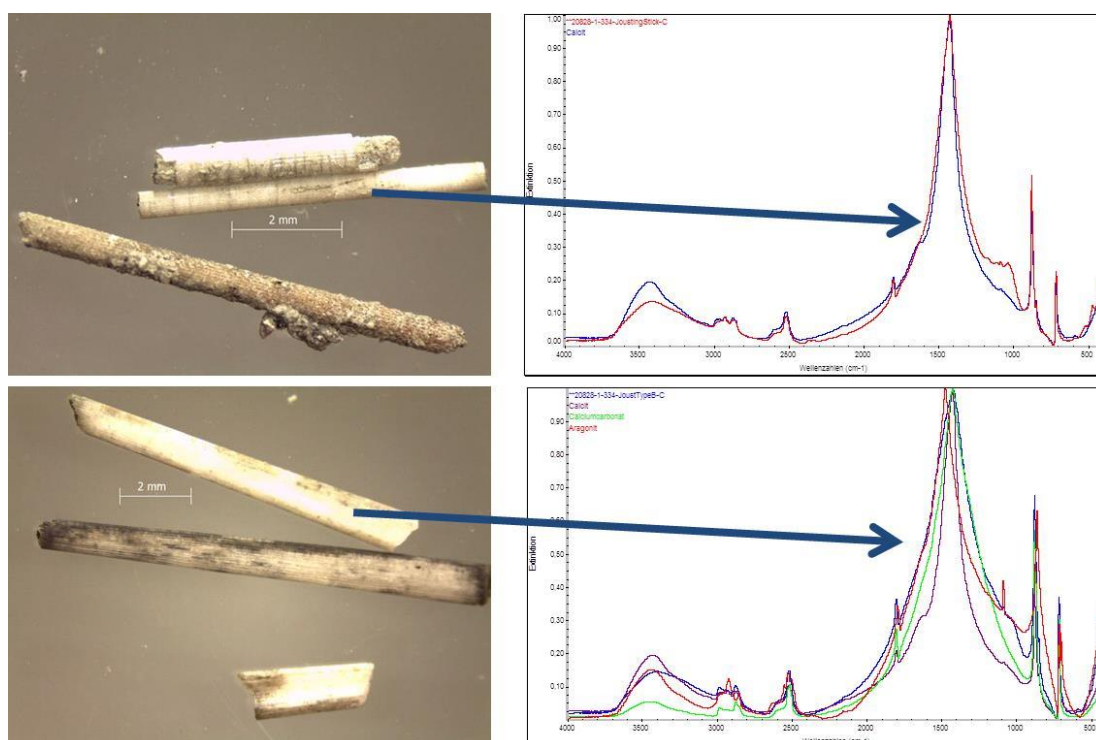 2 mm
1.00
0.90
0.80
0.70
0.60
0.50
0.40
0.30
0.20
0.10
0.00
Extinktion
**20828-1-334-JoustingStick-C
Calcit
4000 3500 3000 2500 2000 1500 1000 500
Wellenzahlen (cm-1)
2 mm
0.90
0.80
0.70
0.60
0.50
0.40
0.30
0.20
0.10
Extinktion
**20828-1-334-JoustTypeB-C
Calcit
Calciumcarbonat
Aragonit
4000 3500 3000 2500 2000 1500 1000 500
Wellenzahlen (cm-1)